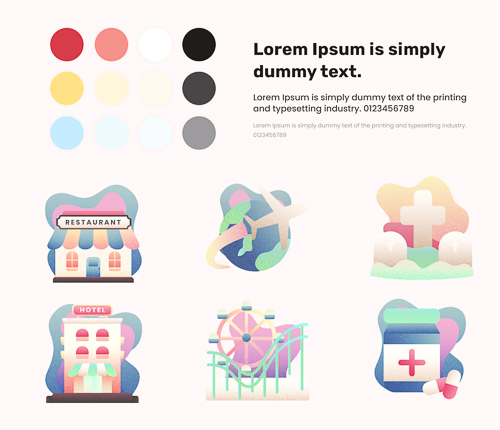 Lorem Ipsum is simply
dummy text.
Lorem Ipsum is simply dummy text of the printing
and typesetting industry. 0123456789
Lorem Ipsum is simply dummy text of the printing and typesetting industry.
0123456789
RESTAURANT
HOTEL